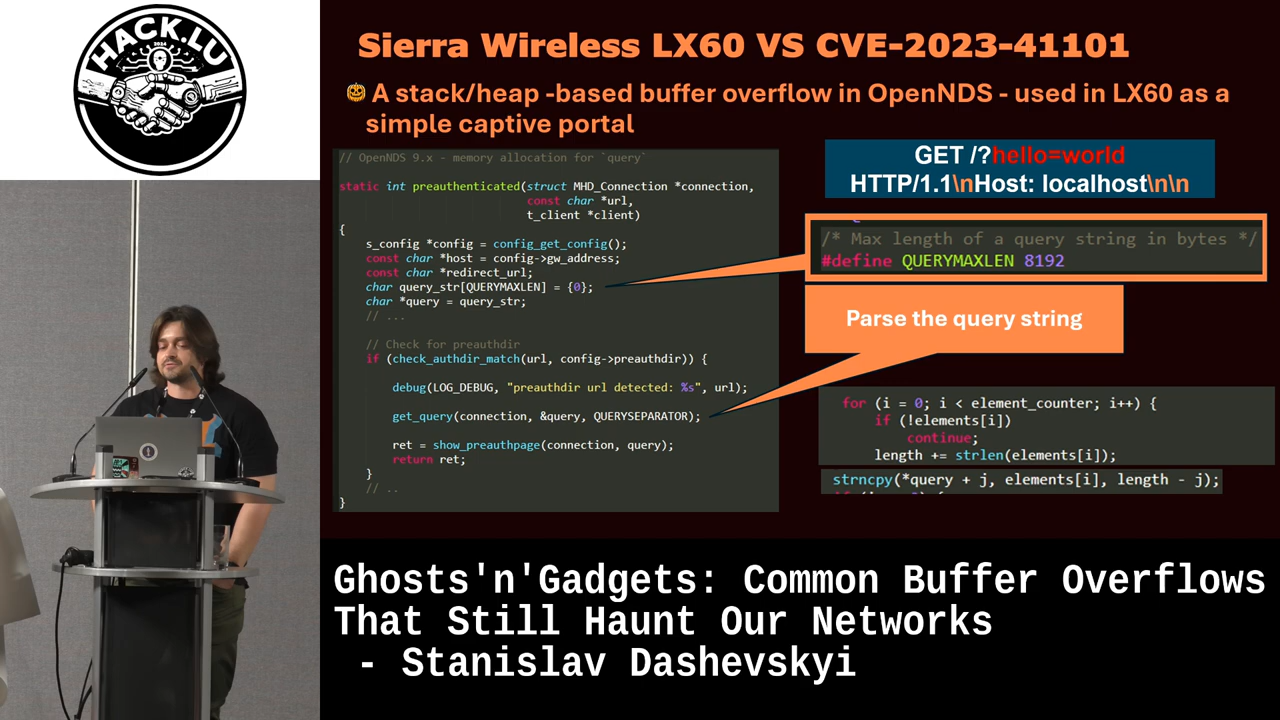 HACK.LU
2024
Sierra Wireless LX60 VS CVE-2023-41101
A stack/heap -based buffer overflow in OpenNDS - used in LX60 as a
simple captive portal
// OpenNDS 9.x - memory allocation for `query`
static int preauthenticated(struct MHD_Connection *connection,
const char *url,
t_client *client)
{
s_config *config = config_get_config();
const char *host = config->gw_address;
const char *redirect_url;
char query_str[QUERYMAXLEN] = {0};
char *query = query_str;
// ...
// Check for preauthdir
if (check_authdir_match(url, config->preauthdir)) {
debug(LOG_DEBUG, "preauthdir url detected: %s", url);
get_query(connection, &query, QUERYSEPARATOR);
ret = show_preauthpage(connection, query);
return ret;
}
// ..
}
GET /?hello=world
HTTP/1.1\nHost: localhost\n\n
/* Max length of a query string in bytes */
#define QUERYMAXLEN 8192
Parse the query string
for (i = 0; i < element_counter; i++) {
if (!elements[i])
continue;
length += strlen(elements[i]);
strncpy(*query + j, elements[i], length - j);
Ghosts'n'Gadgets: Common Buffer Overflows
That Still Haunt Our Networks
- Stanislav Dashevskyi